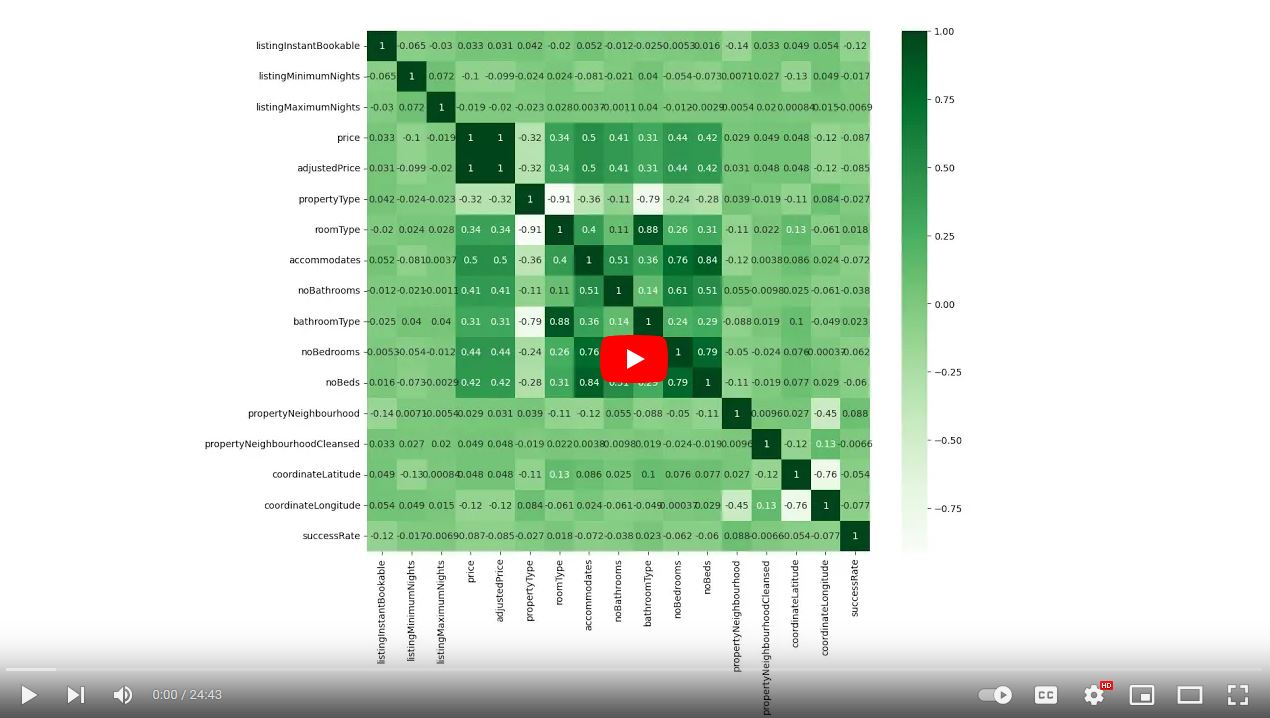 listingInstantBookable 1 -0.065 -0.03 0.033 0.031 0.042 -0.02 0.052 -0.012 -0.025 -0.0053 0.016 -0.14 0.033 0.049 0.054 -0.12
listingMinimumNights -0.065 1 0.072 -0.1 -0.099 -0.024 0.024 -0.081 -0.021 0.04 -0.054 -0.073 0.0071 0.027 -0.13 0.049 -0.017
listingMaximumNights -0.03 0.072 1 -0.019 -0.02 -0.023 0.028 0.0037 0.0011 0.04 -0.012 0.0029 0.0054 0.02 0.00084 0.015 -0.0069
price 0.033 -0.1 -0.019 1 1 -0.32 0.34 0.5 0.41 0.31 0.44 0.42 0.029 0.049 0.048 -0.12 -0.087
adjustedPrice 0.031 -0.099 -0.02 1 1 -0.32 0.34 0.5 0.41 0.31 0.44 0.42 0.031 0.048 0.048 -0.12 -0.085
propertyType 0.042 -0.024 -0.023 -0.32 -0.32 1 -0.91 -0.36 -0.11 -0.79 -0.24 -0.28 0.039 -0.019 -0.11 0.084 -0.027
roomType -0.02 0.024 0.028 0.34 0.34 -0.91 1 0.4 0.11 0.88 0.26 0.31 -0.11 0.022 0.13 -0.061 0.018
accommodates 0.052 -0.081 0.0037 0.5 0.5 -0.36 0.4 1 0.51 0.36 0.76 0.84 -0.12 0.0038 0.086 0.024 -0.072
noBathrooms -0.012 -0.021 -0.0011 0.41 0.41 -0.11 0.11 0.51 1 0.14 0.61 0.51 0.055 -0.0098 0.025 -0.061 -0.038
bathroomType -0.025 0.04 0.04 0.31 0.31 -0.79 0.88 0.36 0.14 1 0.24 0.29 -0.088 0.019 0.1 -0.049 0.023
noBedrooms -0.0053 -0.054 -0.012 0.44 0.44 -0.24 0.26 0.76 1 0.79 -0.05 -0.024 0.076 0.00037 -0.062
noBeds 0.016 -0.073 0.0029 0.42 0.42 -0.28 0.31 0.84 0.79 1 -0.11 -0.019 0.077 0.029 -0.06
propertyNeighbourhood -0.14 0.0071 0.0054 0.029 0.031 0.039 -0.11 -0.12 0.055 -0.088 -0.05 -0.11 1 0.0096 0.027 -0.45 0.088
propertyNeighbourhoodCleansed 0.033 0.027 0.02 0.049 0.048 -0.019 0.022 0.0038 0.0098 0.019 -0.024 -0.019 0.0096 1 -0.12 0.13 -0.0066
coordinateLatitude 0.049 -0.13 0.00084 0.048 0.048 -0.11 0.13 0.086 0.025 0.1 0.076 0.077 0.027 -0.12 1 -0.76 -0.054
coordinateLongitude 0.054 0.049 0.015 -0.12 -0.12 0.084 -0.061 0.024 -0.061 -0.049 0.00037 0.029 -0.45 0.13 -0.76 1 -0.077
successRate -0.12 -0.017 0.0069 -0.087 -0.085 -0.027 0.018 -0.072 -0.038 0.023 -0.062 -0.06 0.088 -0.0066 0.054 -0.077 1
listingInstantBookable
listingMinimumNights
listingMaximumNights
price
adjustedPrice
propertyType
roomType
accommodates
noBathrooms
bathroomType
noBedrooms
noBeds
propertyNeighbourhood
propertyNeighbourhoodCleansed
coordinateLatitude
coordinateLongitude
successRate
1.00
0.75
0.50
0.25
0.00
−0.25
−0.50
−0.75
0:00 / 24:43
CC
HD